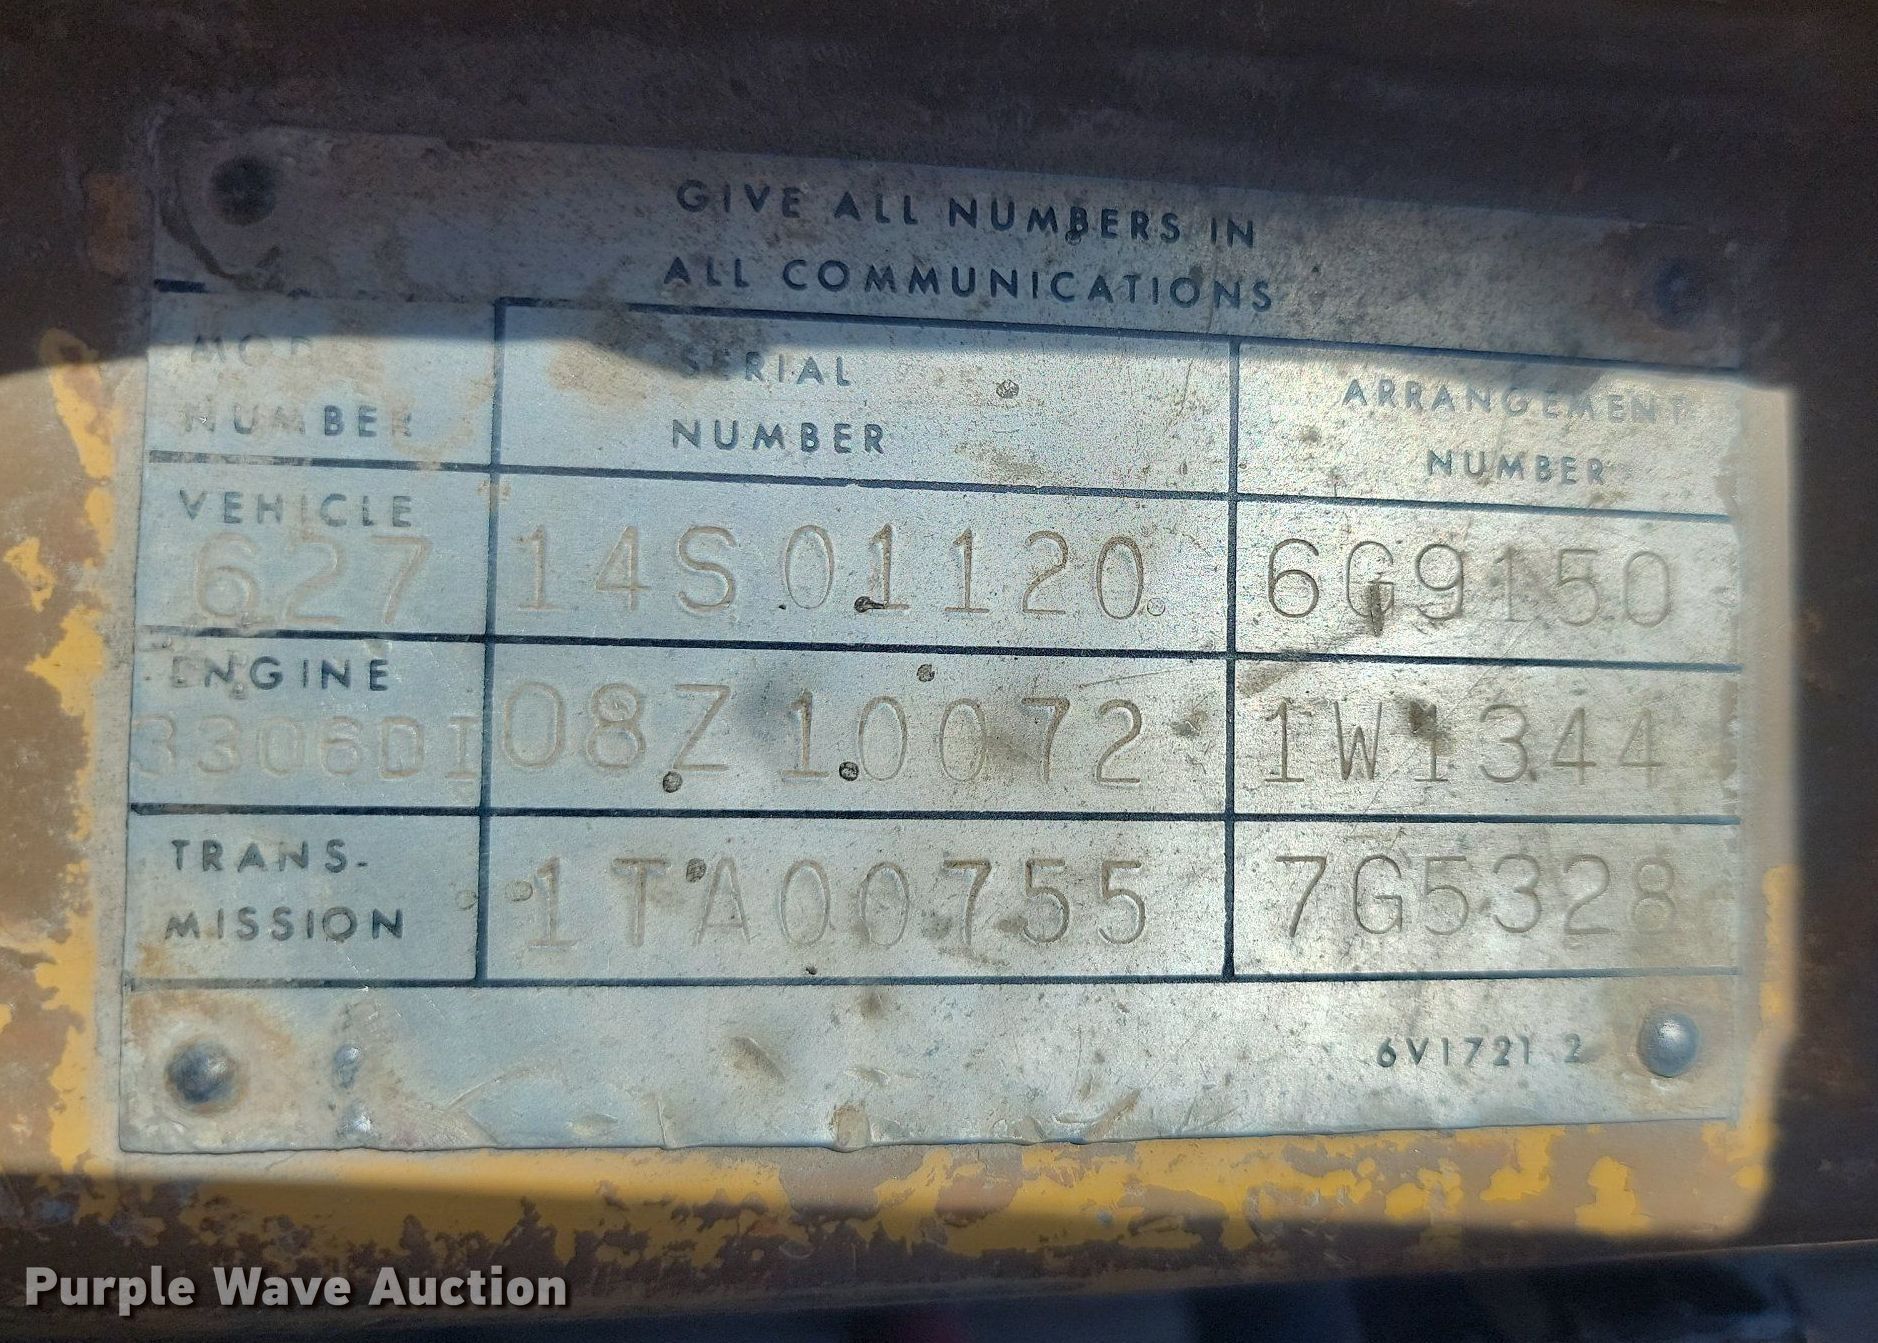 GIVE ALL NUMBERS IN
ALL COMMUNICATIONS
NUMBER
SERIAL
NUMBER
ARRANGEMENT
NUMBER
VEHICLE
627 14S01120 6G9150
ENGINE
3306DI 08Z10072 1W1344
TRANS-
MISSION
1TA00755 7G5328
6V1721 2
Purple Wave Auction